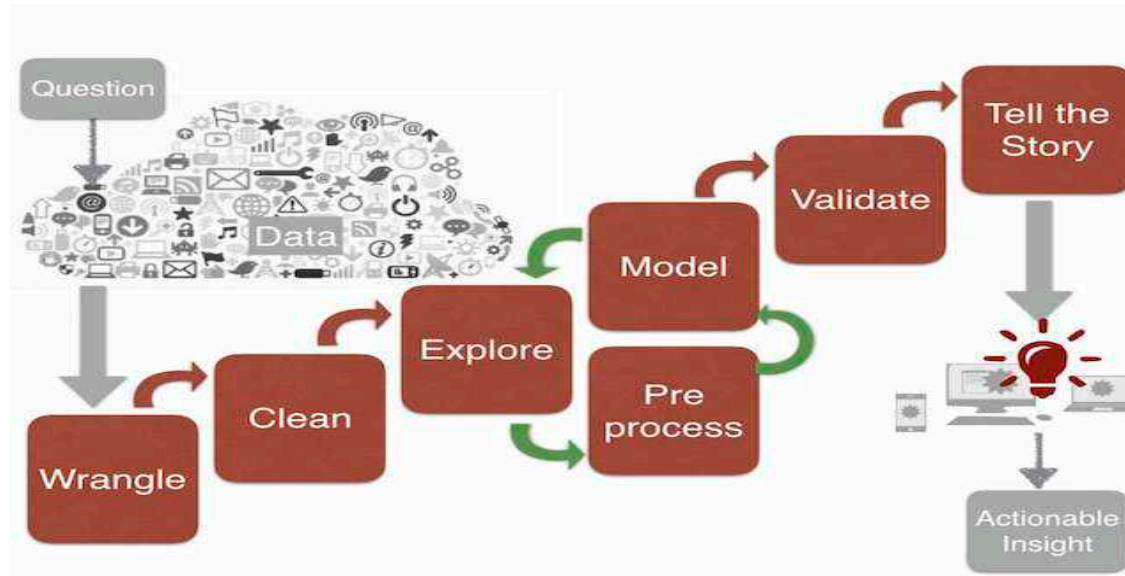 Question
Data
Wrangle
Clean
Explore
Pre
process
Model
Validate
Tell the
Story
Actionable
Insight